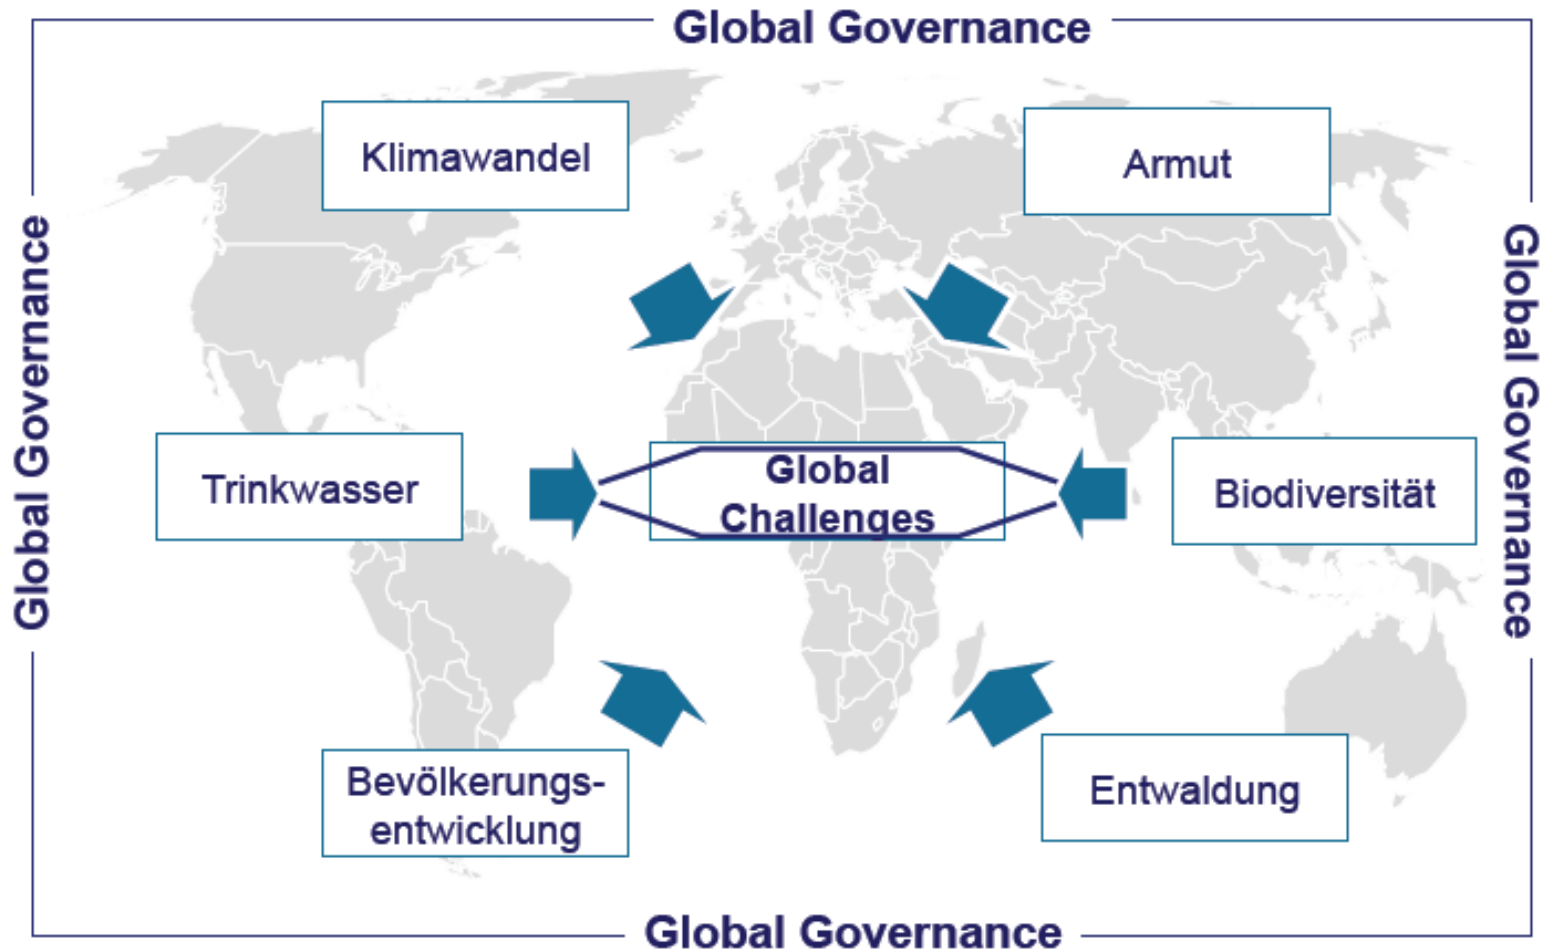 Global Governance
Klimawandel
Armut
Global Governance
Global Governance
Trinkwasser
Global
Challenges
Biodiversität
Bevölkerungs-
entwicklung
Entwaldung
Global Governance